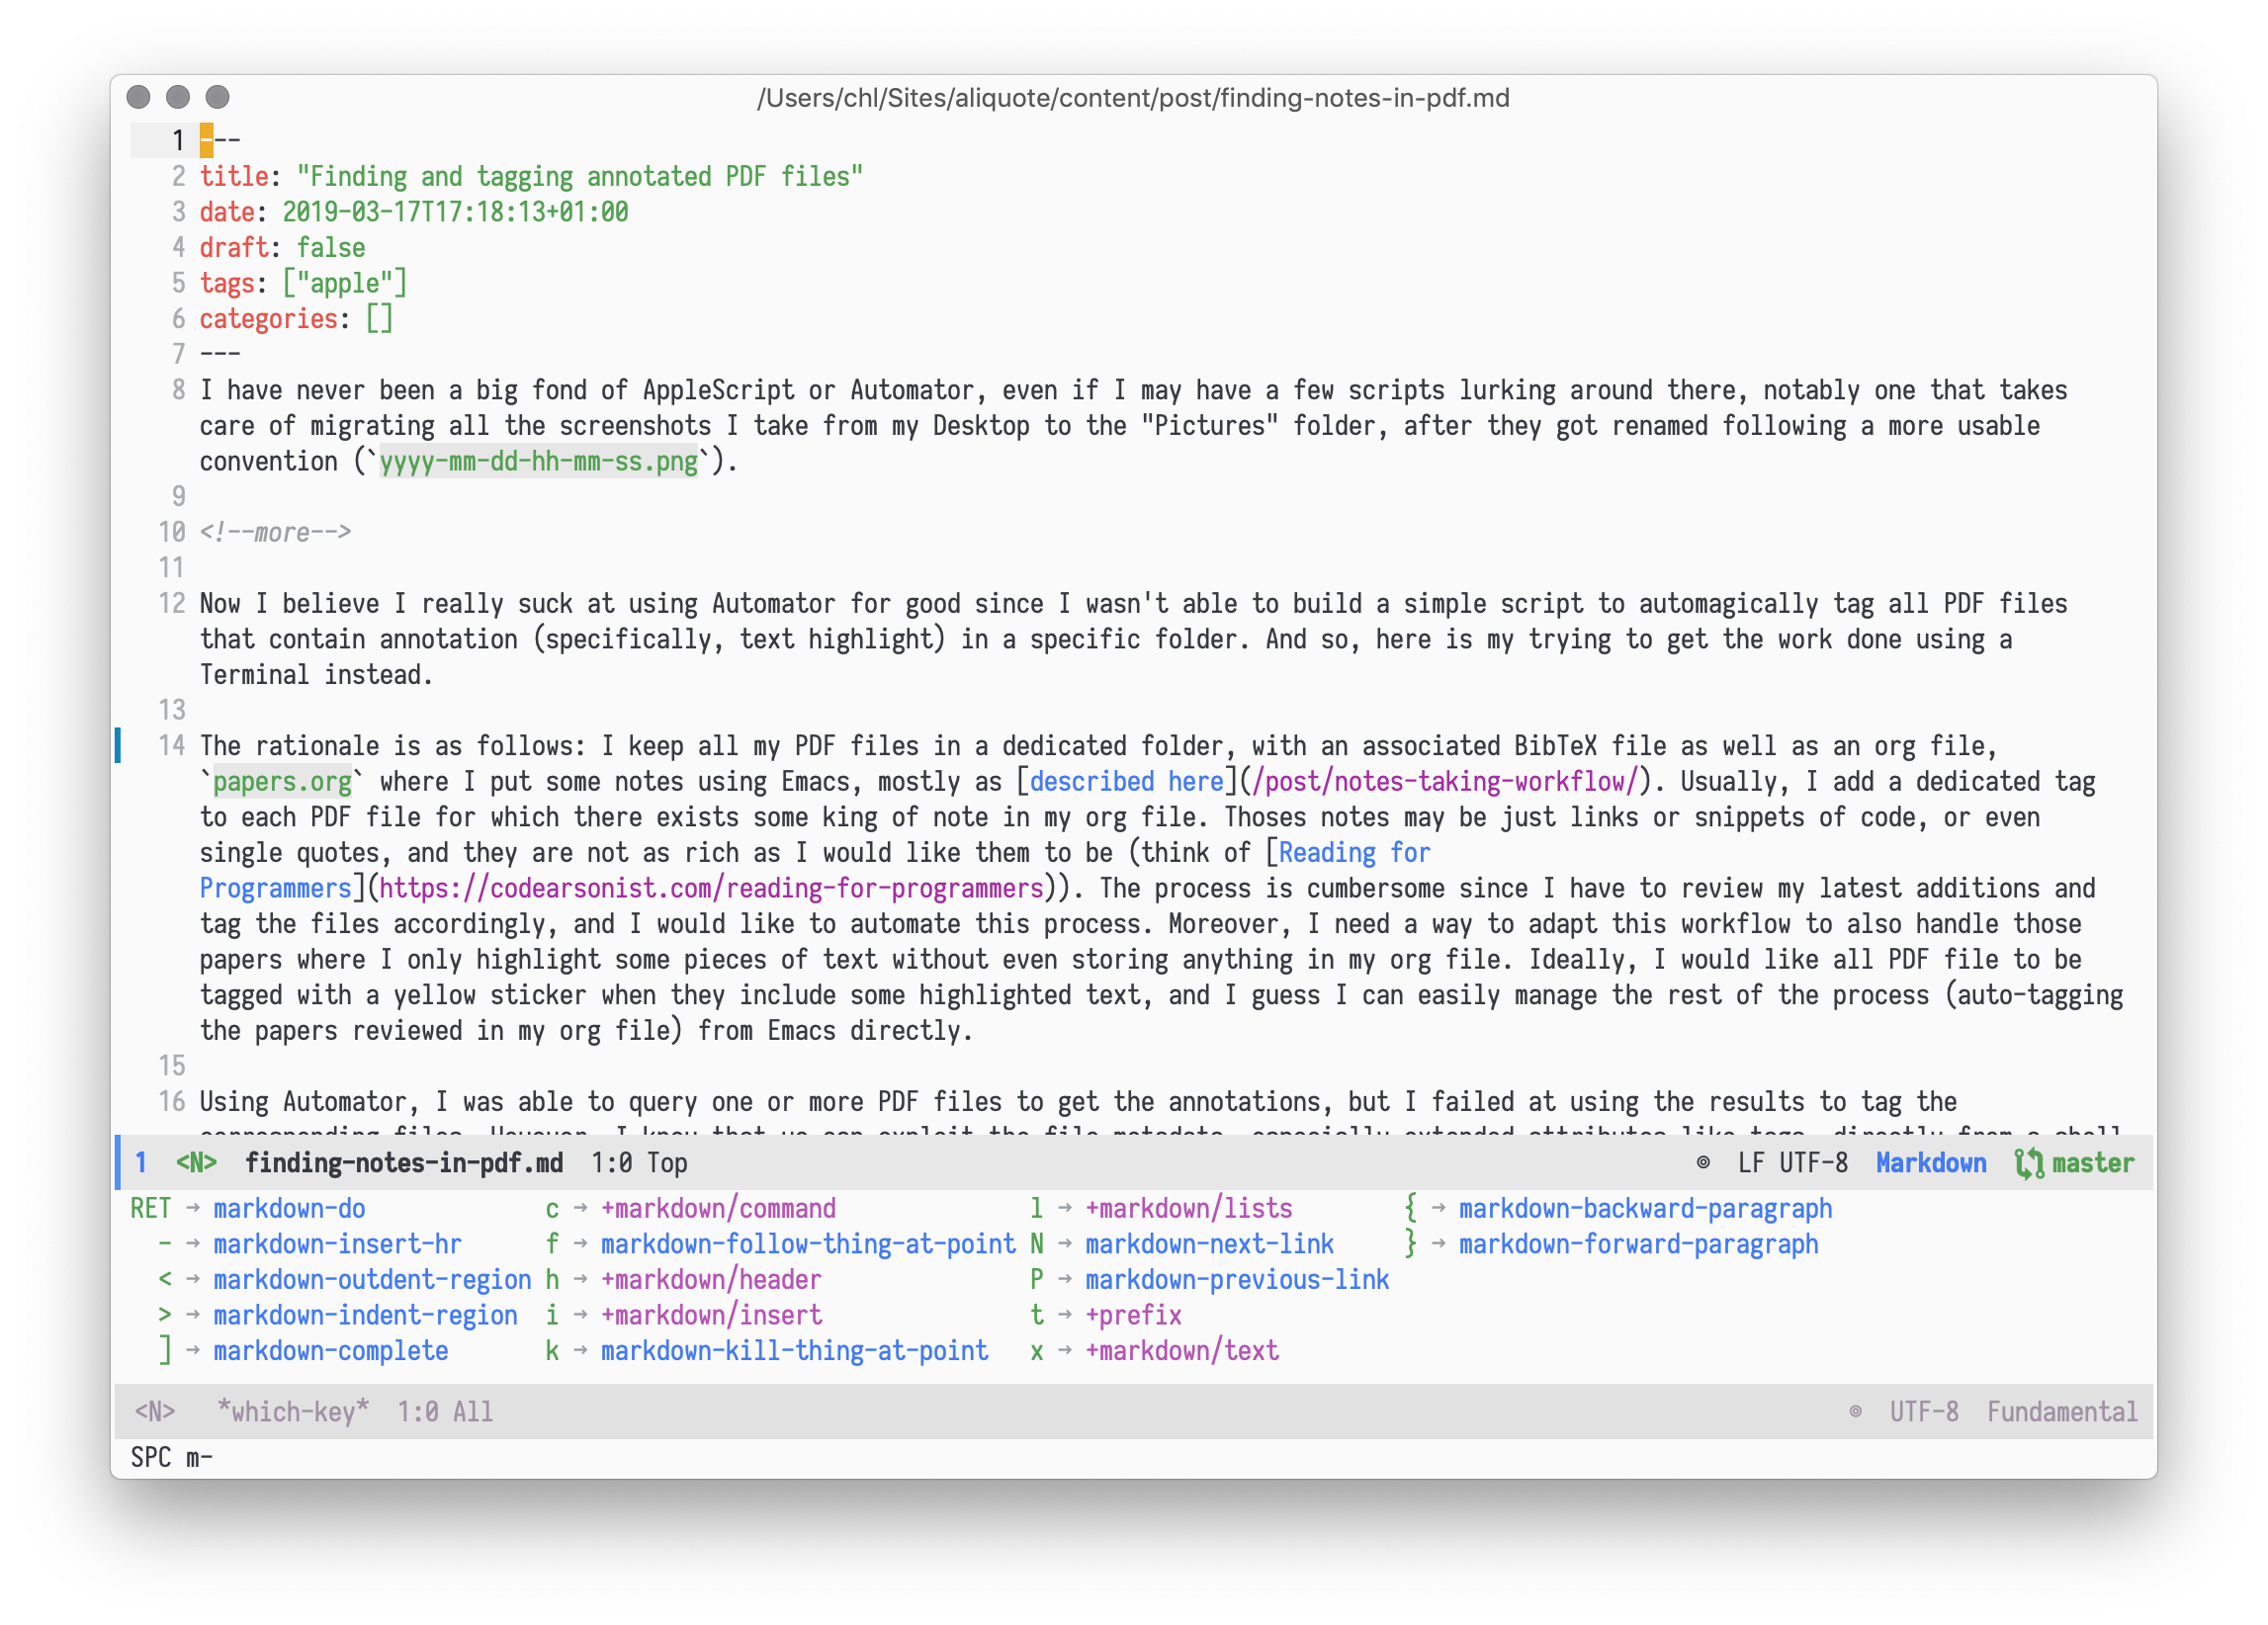 /Users/chl/Sites/aliquote/content/post/finding-notes-in-pdf.md
1 ---
2 title: "Finding and tagging annotated PDF files"
3 date: 2019-03-17T17:18:13+01:00
4 draft: false
5 tags: ["apple"]
6 categories: []
7 ---
8 I have never been a big fond of AppleScript or Automator, even if I may have a few scripts lurking around there, notably one that takes
care of migrating all the screenshots I take from my Desktop to the "Pictures" folder, after they got renamed following a more usable
convention (`yyyy-mm-dd-hh-mm-ss.png`).
9
10 <!--more-->
11
12 Now I believe I really suck at using Automator for good since I wasn't able to build a simple script to automagically tag all PDF files
that contain annotation (specifically, text highlight) in a specific folder. And so, here is my trying to get the work done using a
Terminal instead.
13
14 The rationale is as follows: I keep all my PDF files in a dedicated folder, with an associated BibTeX file as well as an org file,
`papers.org` where I put some notes using Emacs, mostly as [described here](/post/notes-taking-workflow/). Usually, I add a dedicated tag
to each PDF file for which there exists some king of note in my org file. Thoses notes may be just links or snippets of code, or even
single quotes, and they are not as rich as I would like them to be (think of [Reading for
Programmers](https://codearsonist.com/reading-for-programmers)). The process is cumbersome since I have to review my latest additions and
tag the files accordingly, and I would like to automate this process. Moreover, I need a way to adapt this workflow to also handle those
papers where I only highlight some pieces of text without even storing anything in my org file. Ideally, I would like all PDF file to be
tagged with a yellow sticker when they include some highlighted text, and I guess I can easily manage the rest of the process (auto-tagging
the papers reviewed in my org file) from Emacs directly.
15
16 Using Automator, I was able to query one or more PDF files to get the annotations, but I failed at using the results to tag the
corresponding files. However, I know that we can exploit the file metadata, especially extended attributes like tags, directly from a shell
1 <N> finding-notes-in-pdf.md 1:0 Top ⊚ LF UTF-8 Markdown master
RET → markdown-do c → +markdown/command l → +markdown/lists { → markdown-backward-paragraph
- → markdown-insert-hr f → markdown-follow-thing-at-point N → markdown-next-link } → markdown-forward-paragraph
< → markdown-outdent-region h → +markdown/header P → markdown-previous-link
> → markdown-indent-region i → +markdown/insert t → +prefix
] → markdown-complete k → markdown-kill-thing-at-point x → +markdown/text
<N> *which-key* 1:0 All ⊚ UTF-8 Fundamental
SPC m-